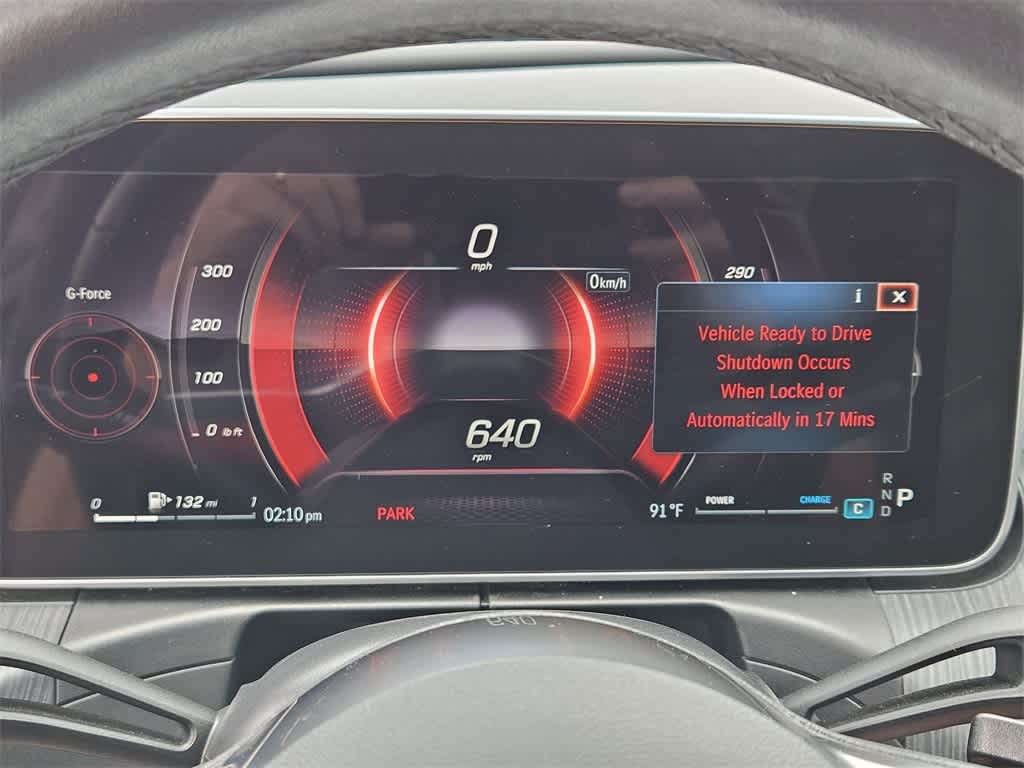 0
mph
0km/h
G-Force
300
200
100
0 lb ft
290
i X
Vehicle Ready to Drive
Shutdown Occurs
When Locked or
Automatically in 17 Mins
640
rpm
0 132 mi 1
02:10 pm
PARK
91°F
POWER CHARGE
C
R
N
D
P
640